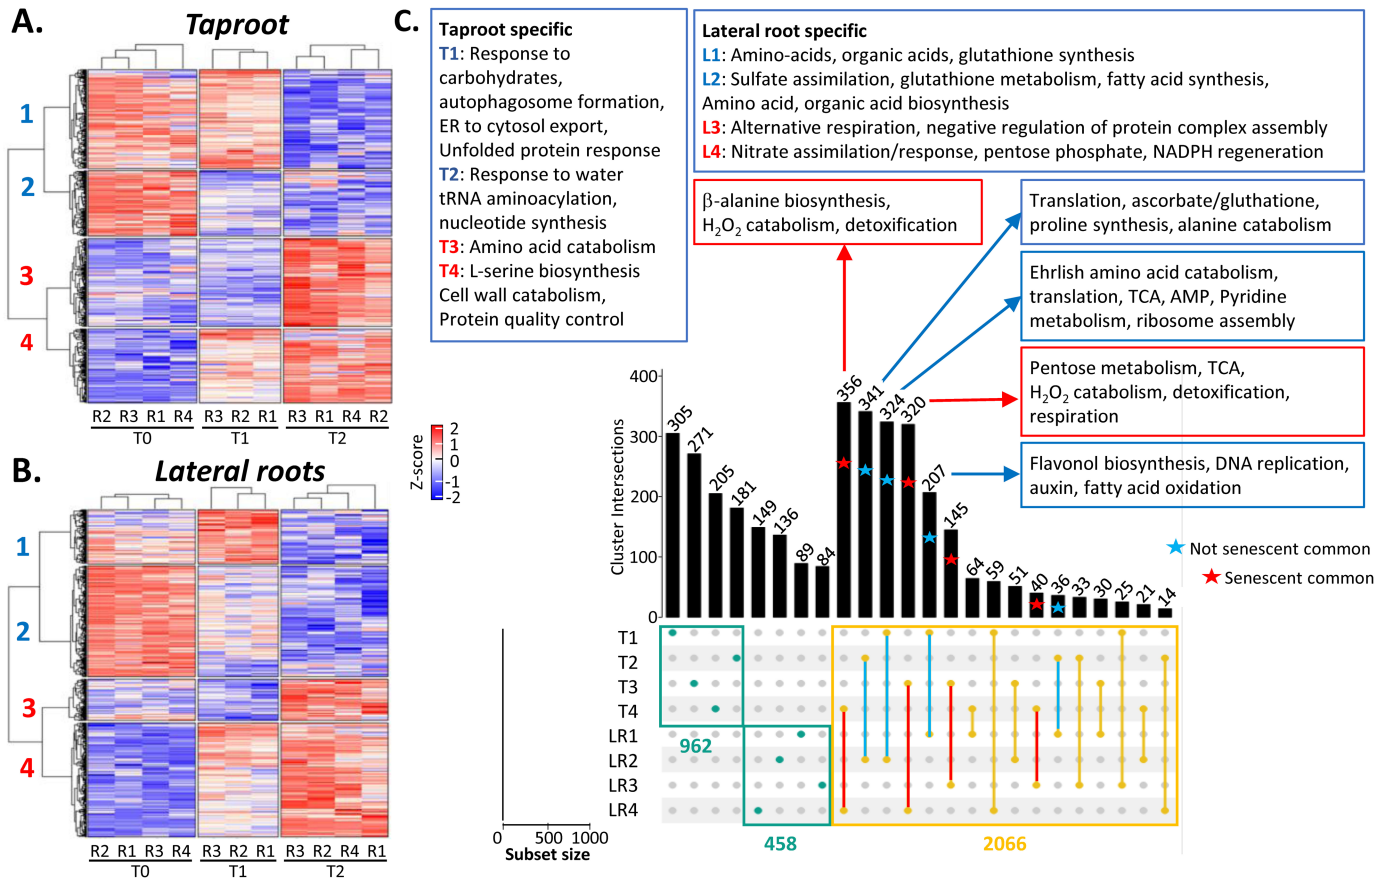 A.
Taproot
1
2
3
4
R2 R3 R1 R4 R3 R2 R1 R3 R1 R4 R2
T0 T1 T2
B.
Lateral roots
1
2
3
4
R2 R1 R3 R4 R3 R2 R1 R3 R2 R4 R1
T0 T1 T2
Z-score
2
1
0
-1
-2
C.
Taproot specific
T1: Response to
carbohydrates,
autophagosome formation,
ER to cytosol export,
Unfolded protein response
T2: Response to water
tRNA aminoacylation,
nucleotide synthesis
T3: Amino acid catabolism
T4: L-serine biosynthesis
Cell wall catabolism,
Protein quality control
Lateral root specific
L1: Amino-acids, organic acids, glutathione synthesis
L2: Sulfate assimilation, glutathione metabolism, fatty acid synthesis,
Amino acid, organic acid biosynthesis
L3: Alternative respiration, negative regulation of protein complex assembly
L4: Nitrate assimilation/response, pentose phosphate, NADPH regeneration
β-alanine biosynthesis,
H2O2 catabolism, detoxification
Translation, ascorbate/gluthatione,
proline synthesis, alanine catabolism
Ehrlish amino acid catabolism,
translation, TCA, AMP, Pyridine
metabolism, ribosome assembly
Pentose metabolism, TCA,
H2O2 catabolism, detoxification,
respiration
Flavonol biosynthesis, DNA replication,
auxin, fatty acid oxidation
Not senescent common
Senescent common
Cluster Intersections
400
300
200
100
0
305 271 205 181 149 136 89 84 356 341 324 320 207 145 64 59 51 40 36 33 30 25 21 14
T1
T2
T3
T4
LR1
LR2
LR3
LR4
962
458
2066
0 500 1000
Subset size